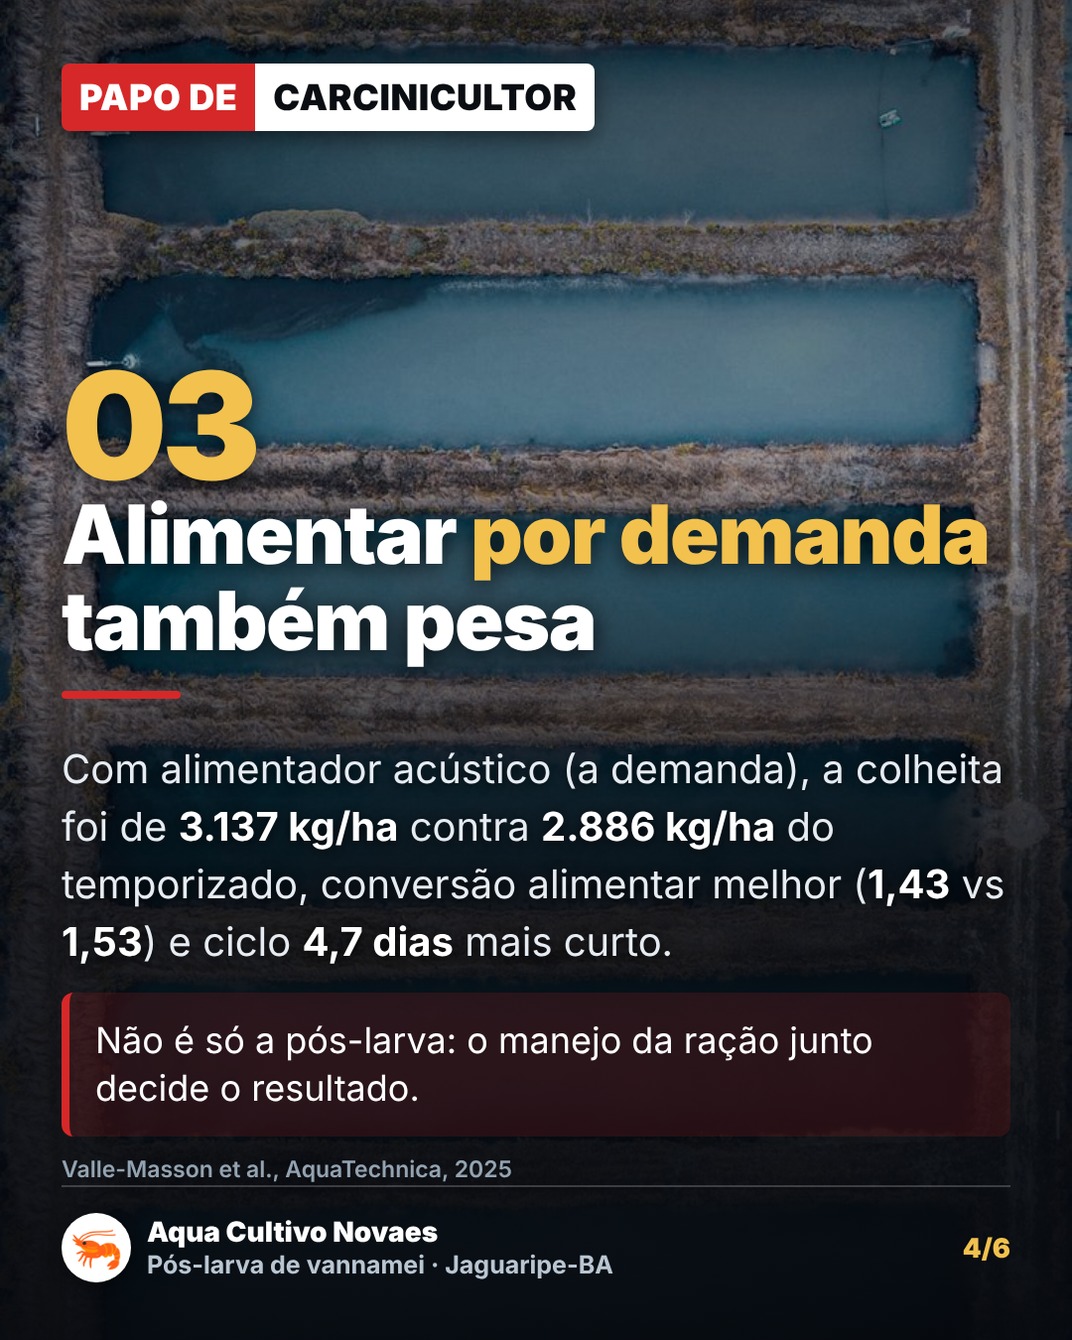 PAPO DE CARCINICULTOR
03
Alimentar por demanda
também pesa
Com alimentador acústico (a demanda), a colheita
foi de 3.137 kg/ha contra 2.886 kg/ha do
temporizado, conversão alimentar melhor (1,43 vs
1,53) e ciclo 4,7 dias mais curto.
Não é só a pós-larva: o manejo da ração junto
decide o resultado.
Valle-Masson et al., AquaTechnica, 2025
Aqua Cultivo Novaes
Pós-larva de vannamei · Jaguaripe-BA
4/6